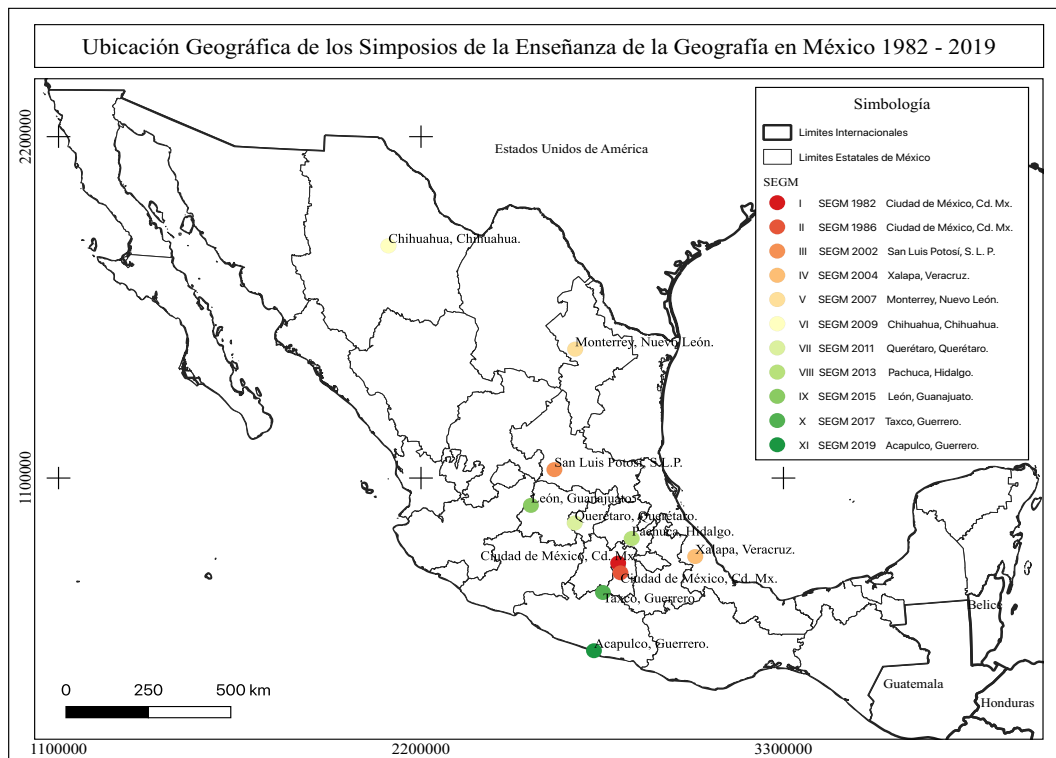 Ubicación Geográfica de los Simposios de la Enseñanza de la Geografía en México 1982 - 2019
Simbología
Limites Internacionales
Limites Estatales de México
SEGM
I SEGM 1982 Ciudad de México, Cd. Mx.
II SEGM 1986 Ciudad de México, Cd. Mx.
III SEGM 2002 San Luis Potosí, S. L. P.
IV SEGM 2004 Xalapa, Veracruz.
V SEGM 2007 Monterrey, Nuevo León.
VI SEGM 2009 Chihuahua, Chihuahua.
VII SEGM 2011 Querétaro, Querétaro.
VIII SEGM 2013 Pachuca, Hidalgo.
IX SEGM 2015 León, Guanajuato.
X SEGM 2017 Taxco, Guerrero.
XI SEGM 2019 Acapulco, Guerrero.
2200000
Estados Unidos de América
Chihuahua, Chihuahua.
Monterrey, Nuevo León.
1100000
San Luis Potosí, S.L.P.
León, Guanajuato.
Querétaro, Querétaro.
Pachuca, Hidalgo.
Xalapa, Veracruz.
Ciudad de México, Cd. Mx.
Ciudad de México, Cd. Mx.
Taxco, Guerrero.
Belice
Acapulco, Guerrero.
Guatemala
Honduras
0 250 500 km
1100000 2200000 3300000